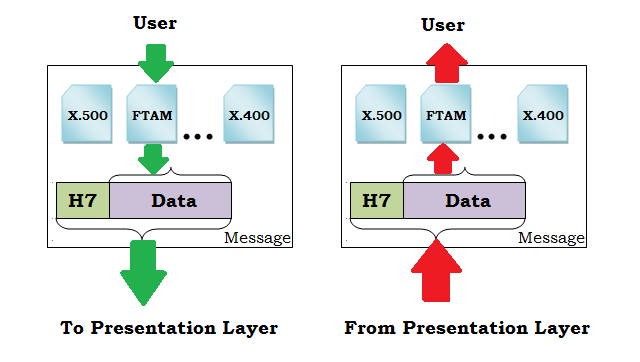 User
X.500
FTAM
...
X.400
H7
Data
Message
To Presentation Layer
User
X.500
FTAM
...
X.400
H7
Data
Message
From Presentation Layer